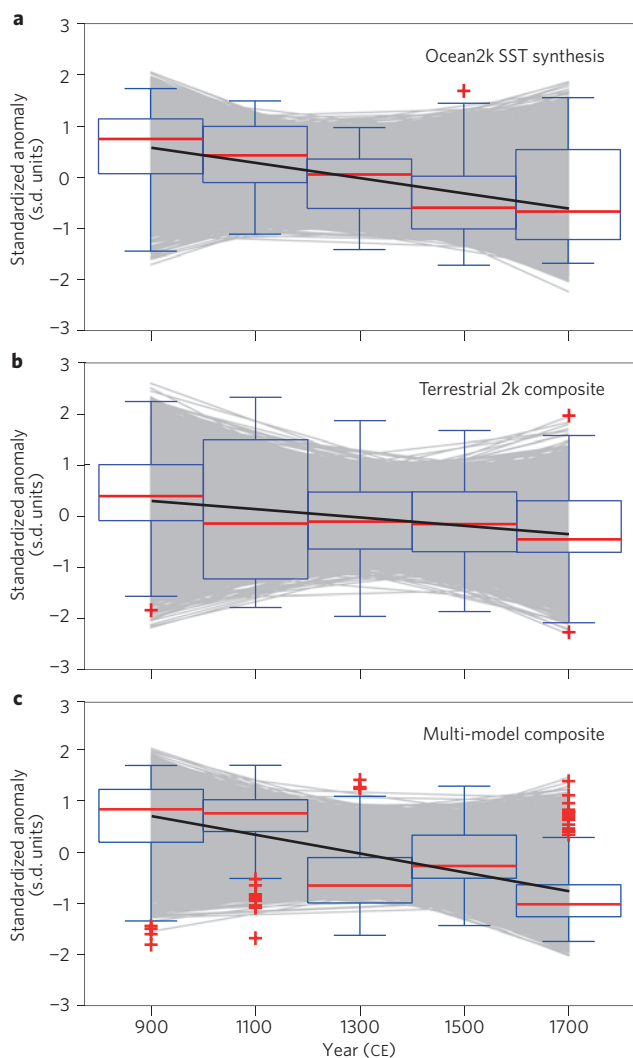 a
Ocean2k SST synthesis
Standardized anomaly
(s.d. units)
3
2
1
0
−1
−2
−3
b
Terrestrial 2k composite
Standardized anomaly
(s.d. units)
3
2
1
0
−1
−2
−3
c
Multi-model composite
Standardized anomaly
(s.d. units)
3
2
1
0
−1
−2
−3
900 1100 1300 1500 1700
Year (CE)